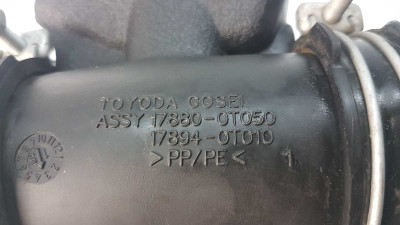 TOYODA GOSEI
ASSY 17880-0T050
17894-0T010
>PP/PE< 1